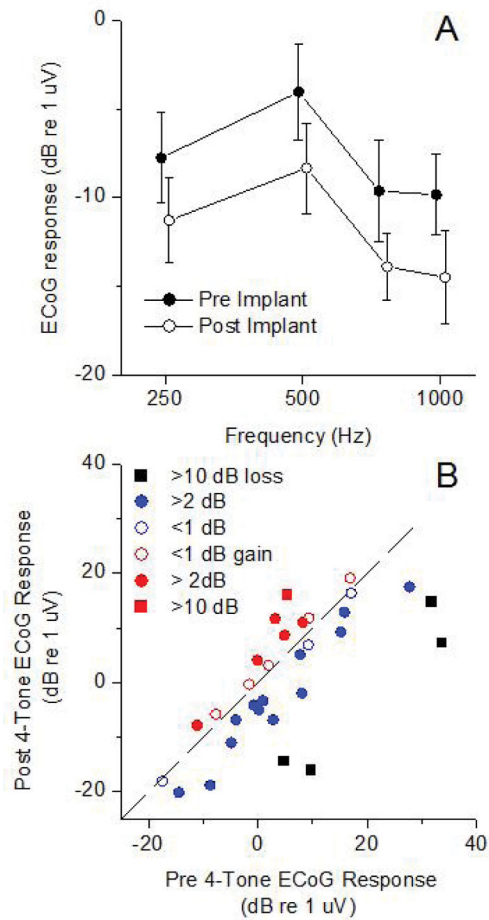 0
A
ECoG response (dB re 1 uV)
-10
Pre Implant
Post Implant
-20
250
500
1000
Frequency (Hz)
40
B
>10 dB loss
>2 dB
<1 dB
<1 dB gain
20
> 2dB
>10 dB
Post 4-Tone ECoG Response
(dB re 1 uV)
0
-20
-20
0
20
40
Pre 4-Tone ECoG Response
(dB re 1 uV)